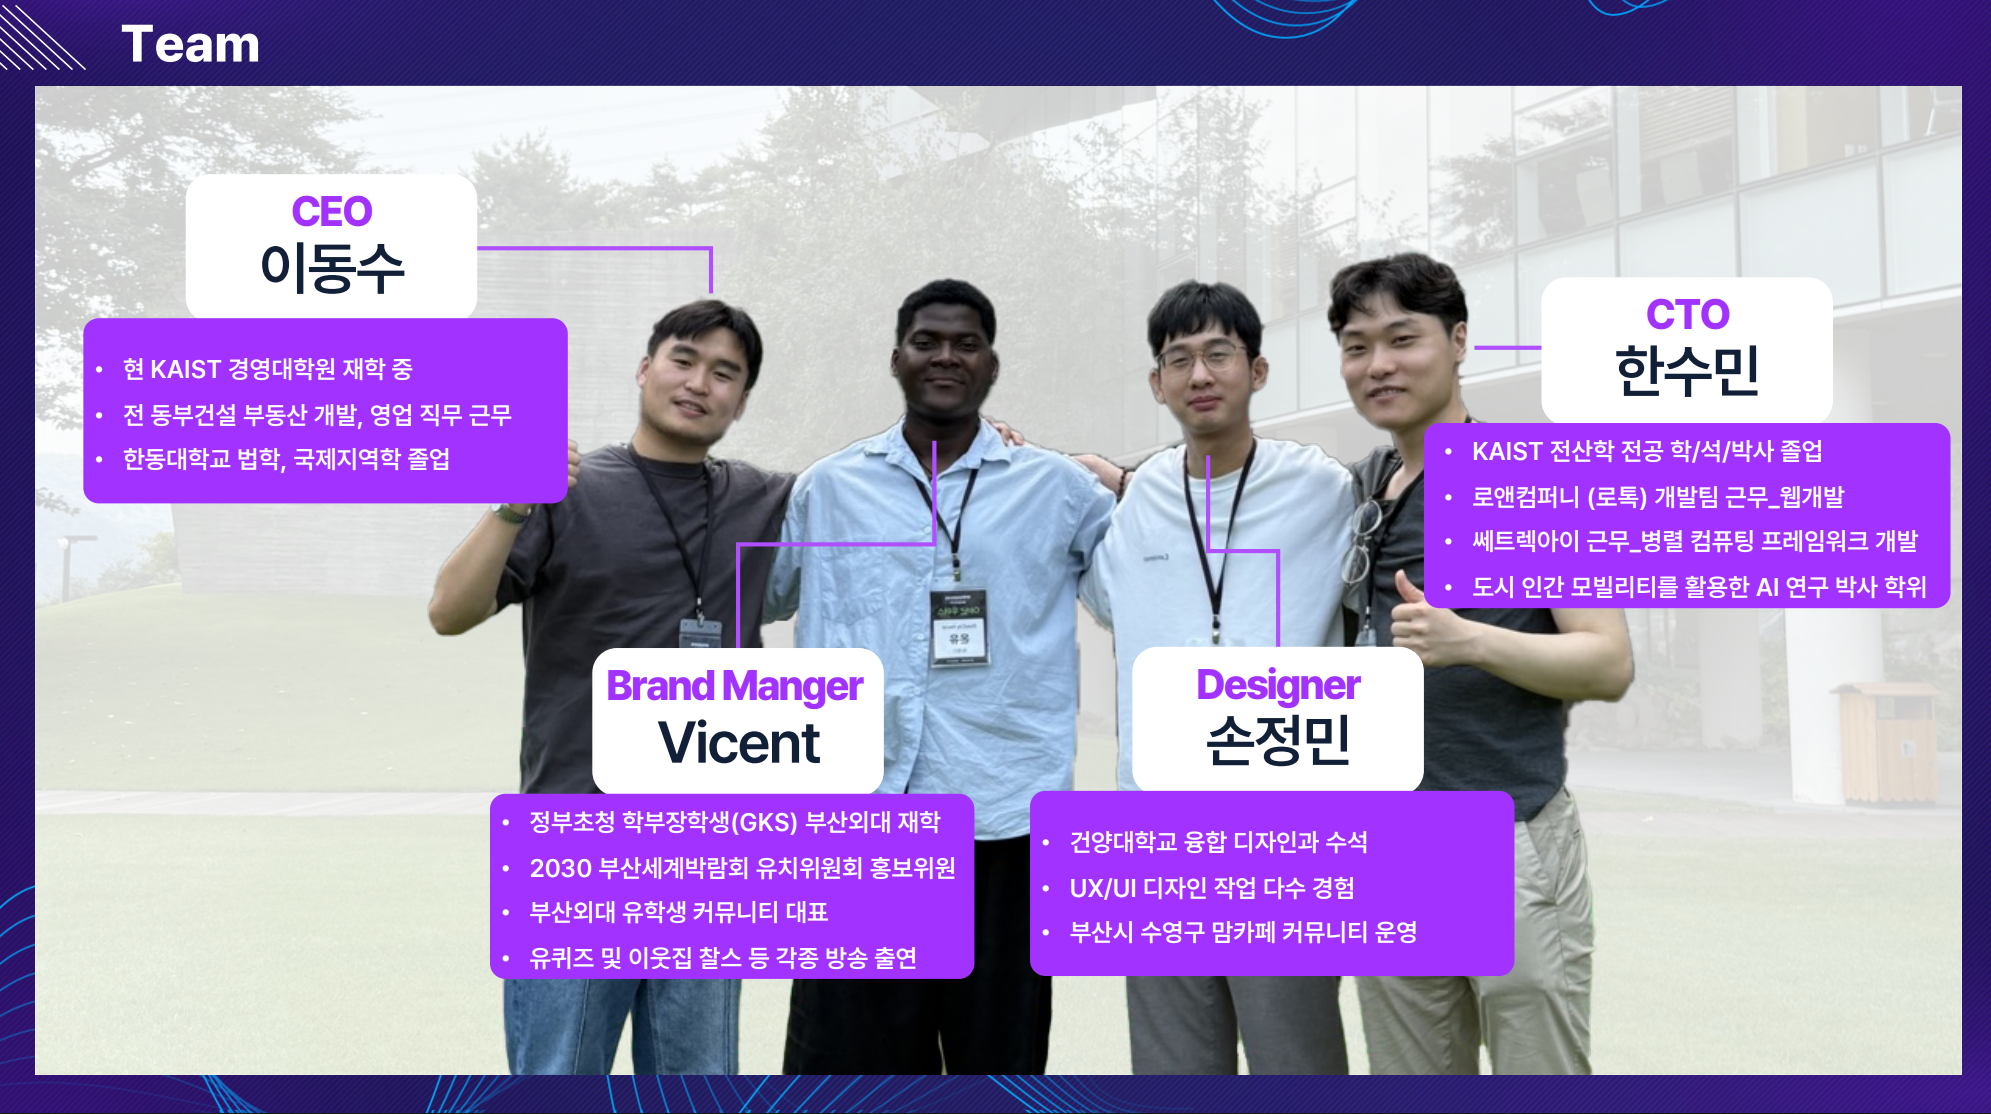 Team
CEO
이동수
• 현 KAIST 경영대학원 재학 중
• 전 동부건설 부동산 개발, 영업 직무 근무
• 한동대학교 법학, 국제지역학 졸업
CTO
한수민
• KAIST 전산학 전공 학/석/박사 졸업
• 로앤컴퍼니 (로톡) 개발팀 근무_웹개발
• 쎄트렉아이 근무_병렬 컴퓨팅 프레임워크 개발
• 도시 인간 모빌리티를 활용한 AI 연구 박사 학위
Brand Manger
Vicent
• 정부초청 학부장학생(GKS) 부산외대 재학
• 2030 부산세계박람회 유치위원회 홍보위원
• 부산외대 유학생 커뮤니티 대표
• 유퀴즈 및 이웃집 찰스 등 각종 방송 출연
Designer
손정민
• 건양대학교 융합 디자인과 수석
• UX/UI 디자인 작업 다수 경험
• 부산시 수영구 맘카페 커뮤니티 운영